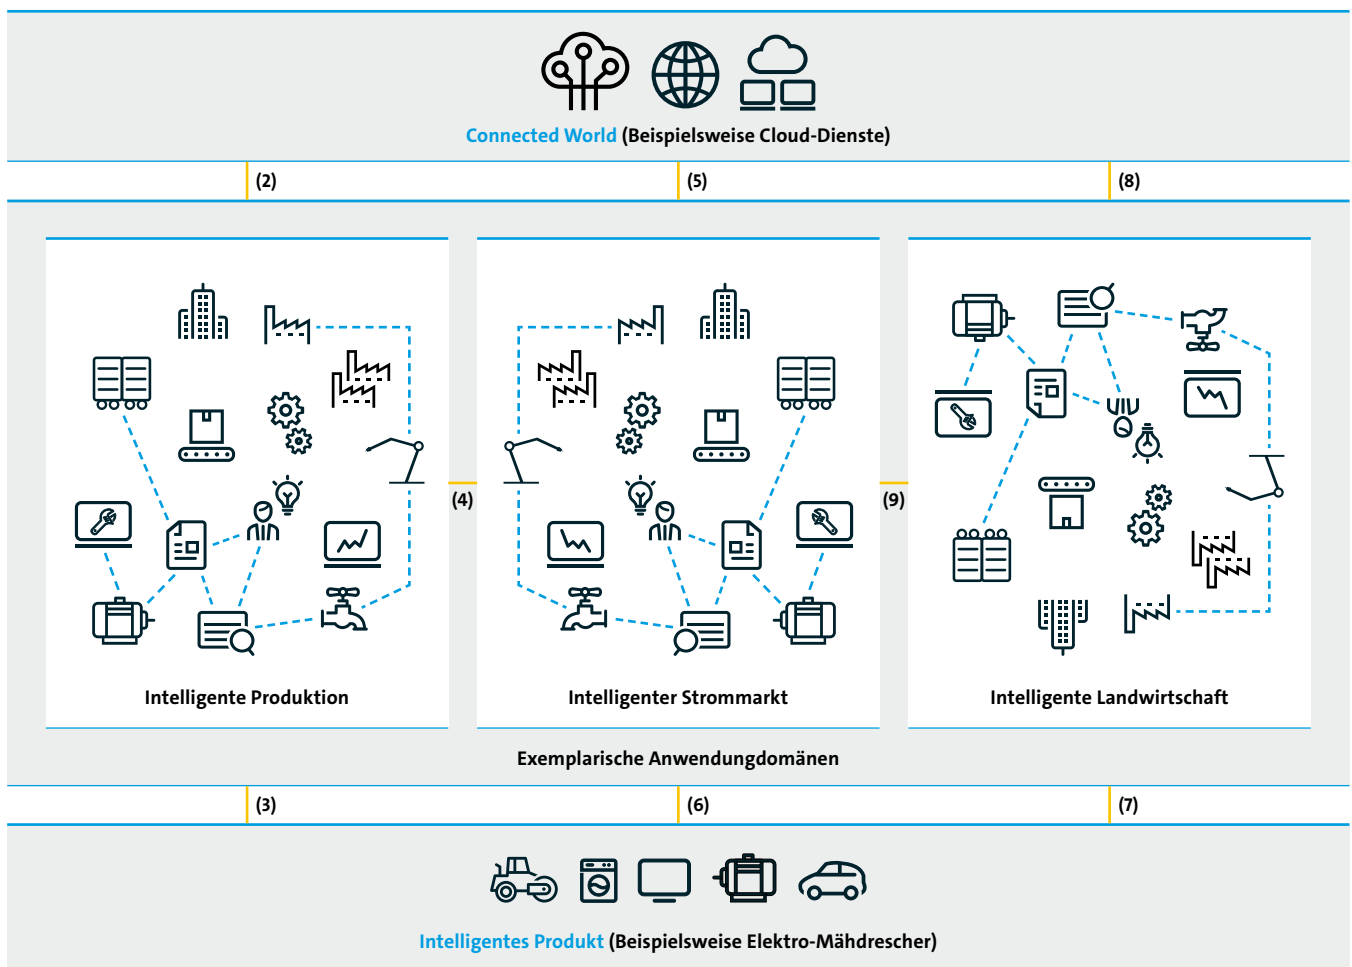 Connected World (Beispielsweise Cloud-Dienste)
(2)
(5)
(8)
(4)
(9)
Intelligente Produktion
Intelligenter Strommarkt
Intelligente Landwirtschaft
Exemplarische Anwendungdomänen
(3)
(6)
(7)
Intelligentes Produkt (Beispielsweise Elektro-Mähdrescher)